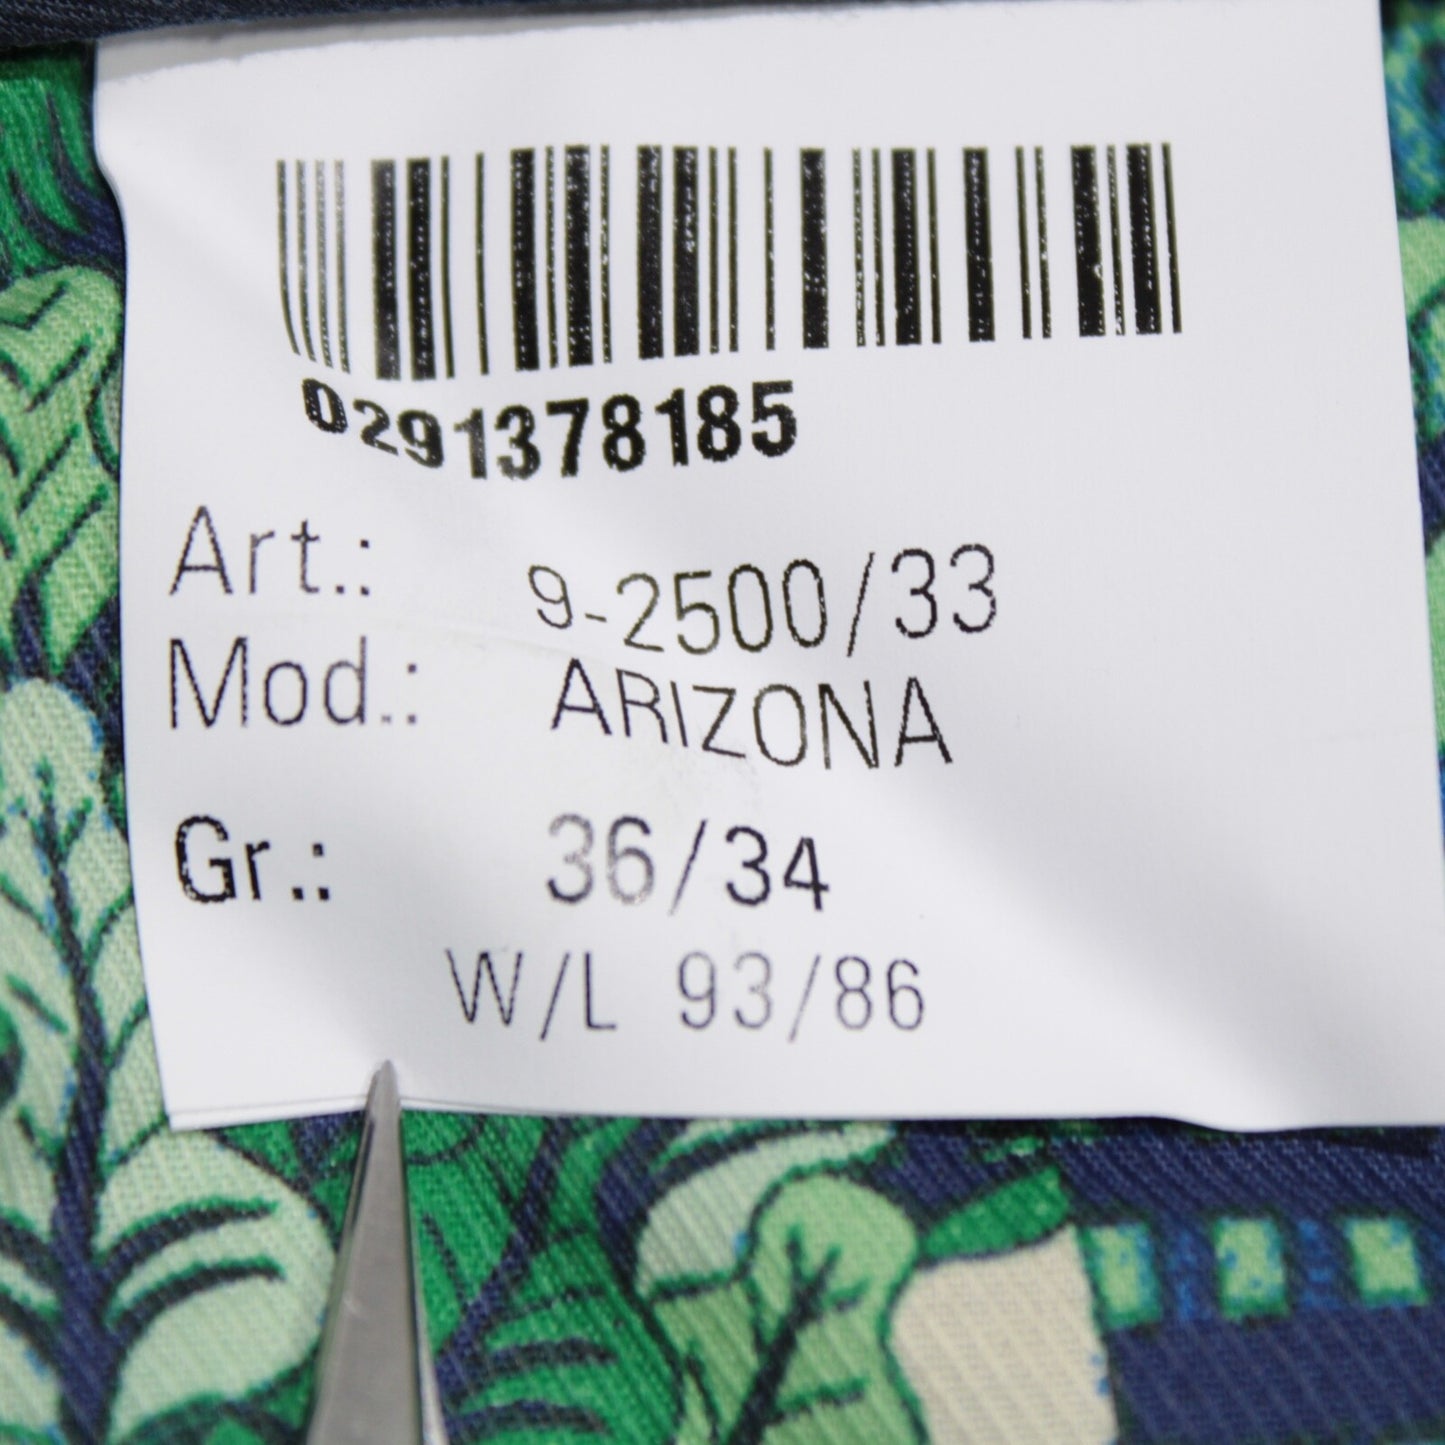 0291378185
Art.: 9-2500/33
Mod.: ARIZONA
Gr.: 36/34
W/L 93/86